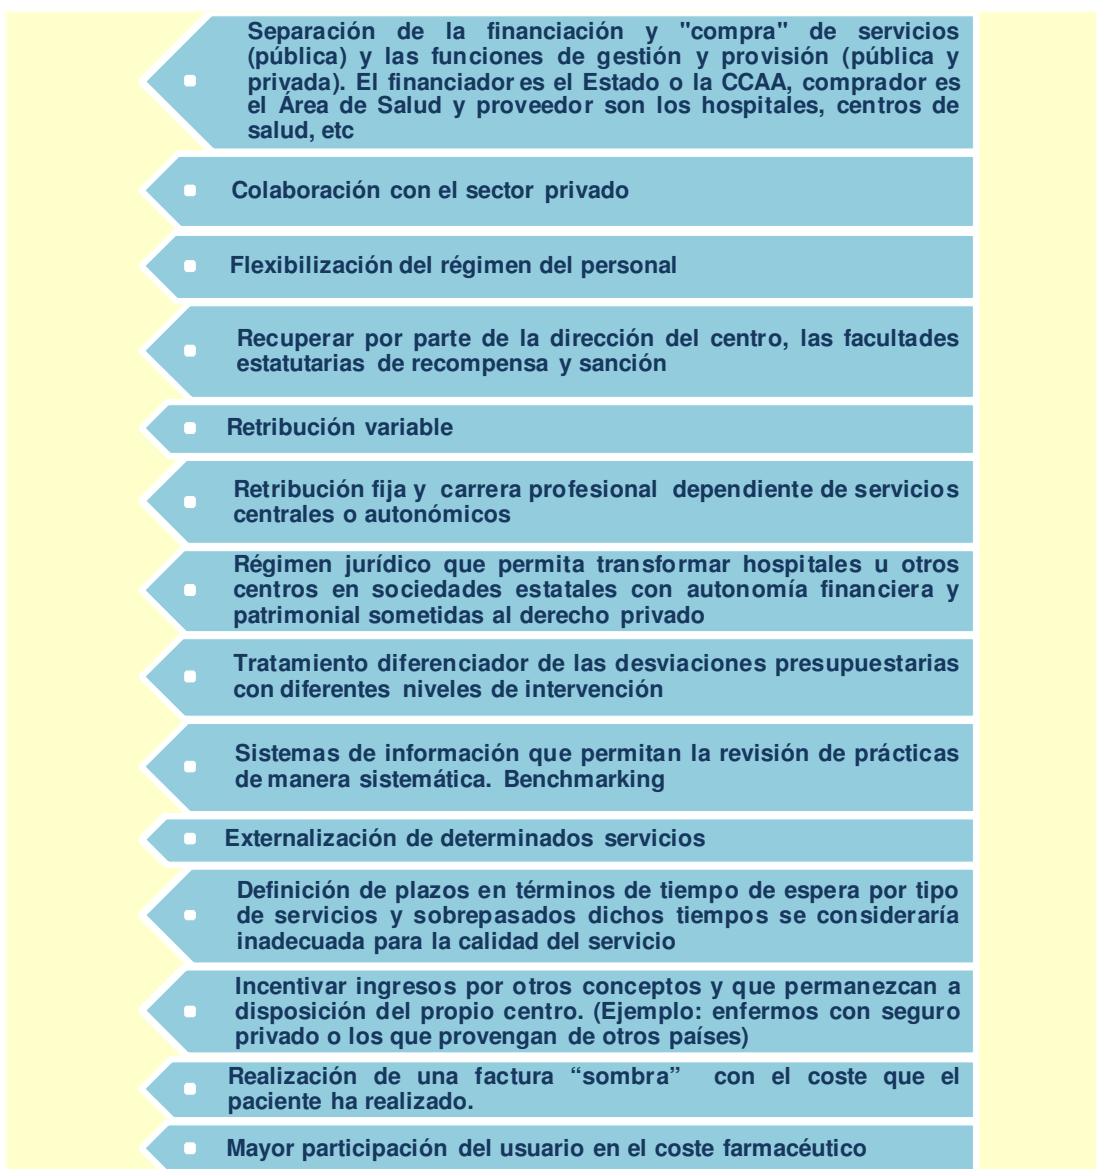 Separación de la financiación y "compra" de servicios
(pública) y las funciones de gestión y provisión (pública y
privada). El financiador es el Estado o la CCAA, comprador es
el Área de Salud y proveedor son los hospitales, centros de
salud, etc
Colaboración con el sector privado
Flexibilización del régimen del personal
Recuperar por parte de la dirección del centro, las facultades
estatutarias de recompensa y sanción
Retribución variable
Retribución fija y carrera profesional dependiente de servicios
centrales o autonómicos
Régimen jurídico que permita transformar hospitales u otros
centros en sociedades estatales con autonomía financiera y
patrimonial sometidas al derecho privado
Tratamiento diferenciador de las desviaciones presupuestarias
con diferentes niveles de intervención
Sistemas de información que permitan la revisión de prácticas
de manera sistemática. Benchmarking
Externalización de determinados servicios
Definición de plazos en términos de tiempo de espera por tipo
de servicios y sobrepasados dichos tiempos se consideraría
inadecuada para la calidad del servicio
Incentivar ingresos por otros conceptos y que permanezcan a
disposición del propio centro. (Ejemplo: enfermos con seguro
privado o los que provengan de otros países)
Realización de una factura “sombra” con el coste que el
paciente ha realizado.
Mayor participación del usuario en el coste farmacéutico